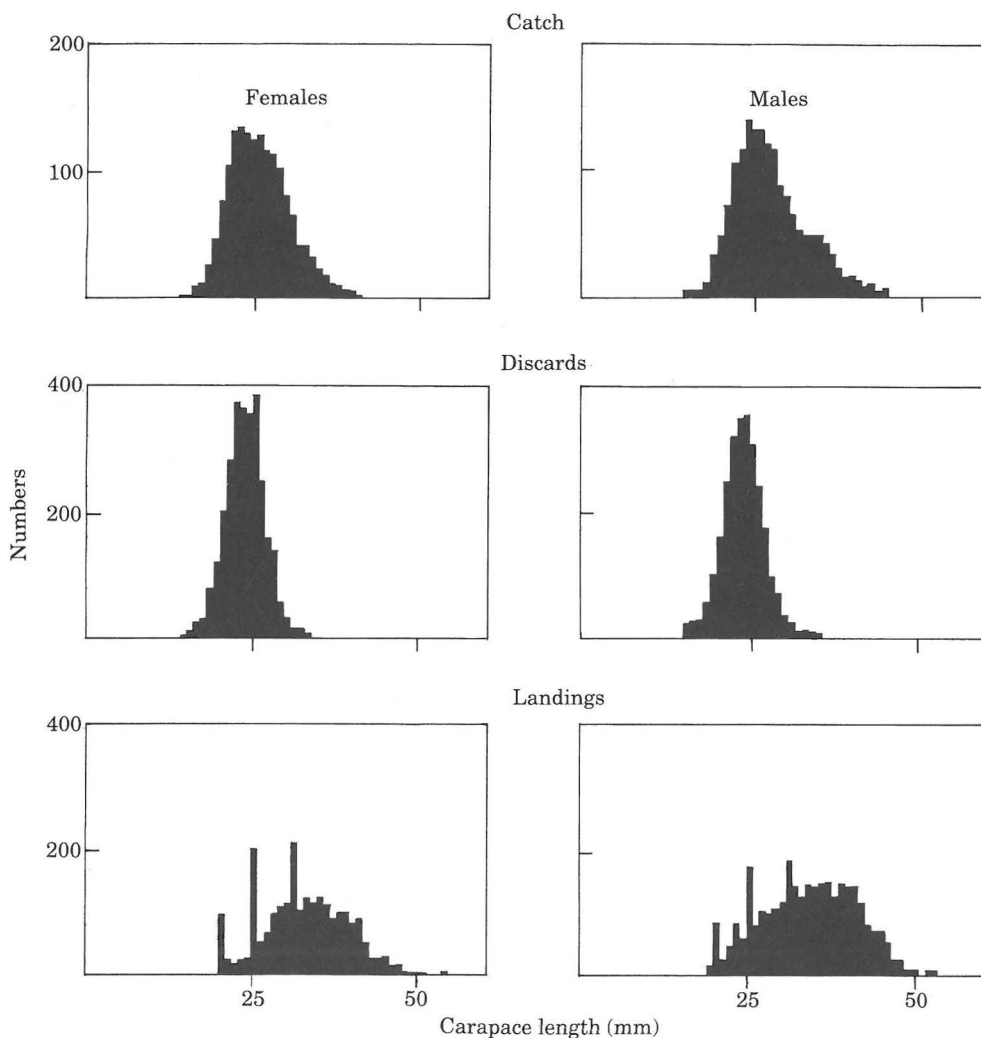 Catch
200
100
Females
Males
Discards
400
200
Numbers
Landings
400
200
25
50
25
50
Carapace length (mm)